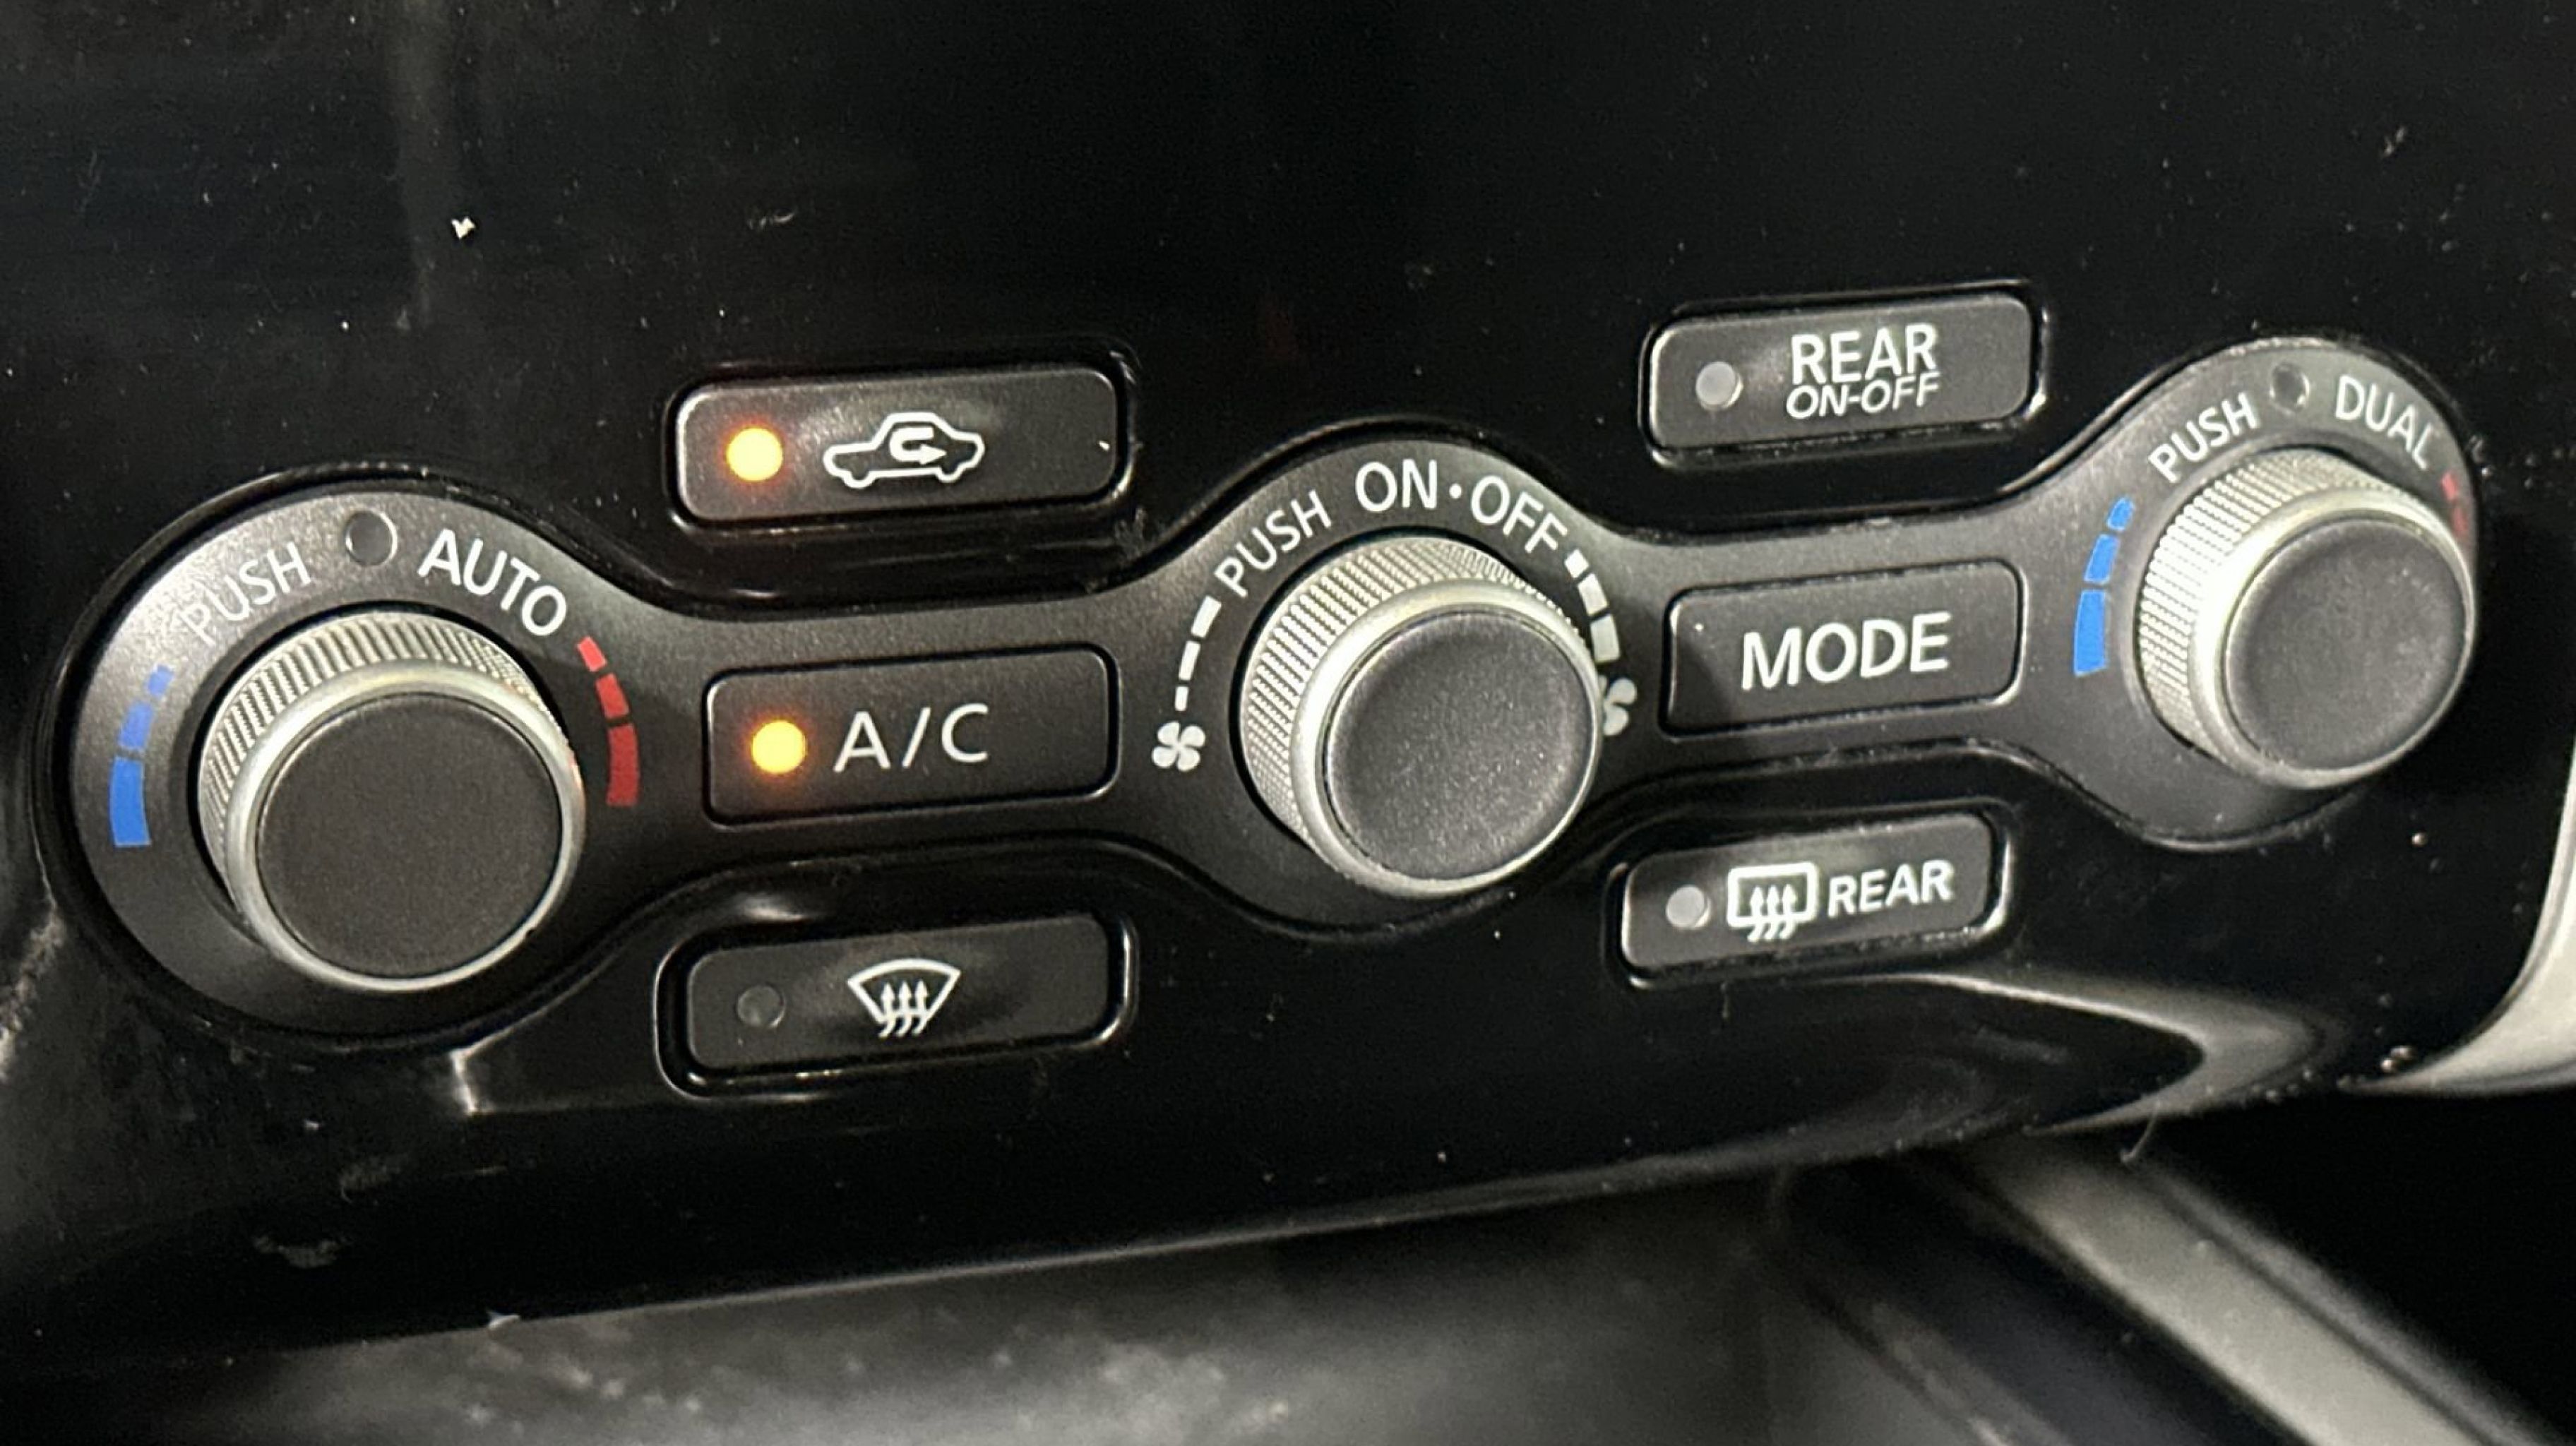 PUSH AUTO
A/C
PUSH ON·OFF
REAR
ON-OFF
MODE
REAR
PUSH DUAL